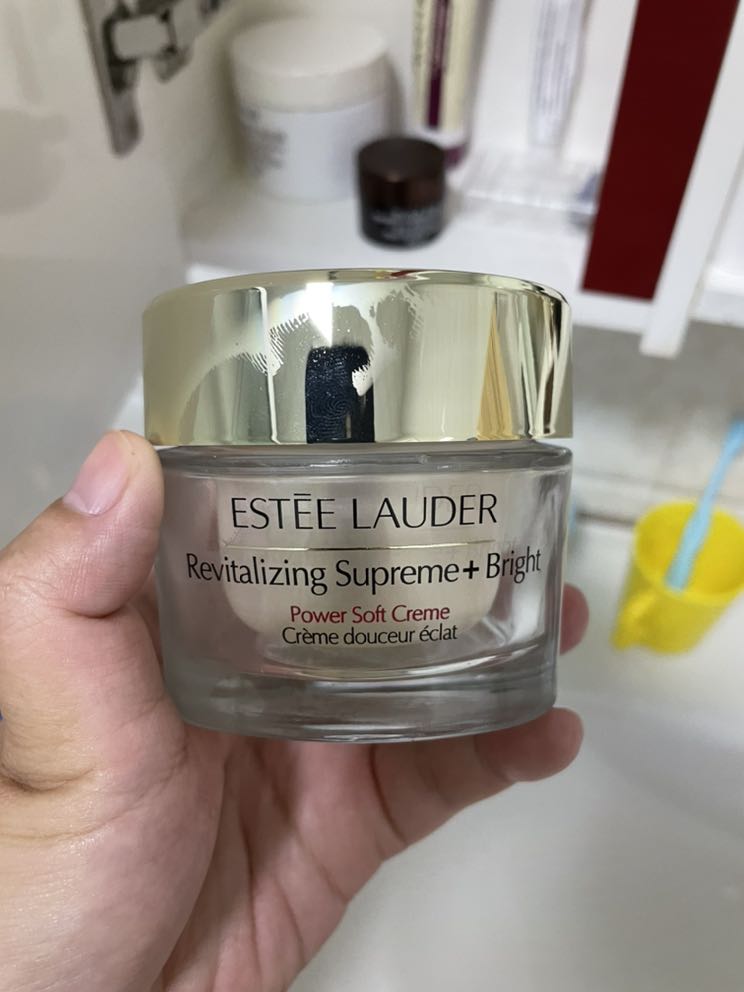 ESTĒE LAUDER
Revitalizing Supreme+ Bright
Power Soft Creme
Crème douceur éclat